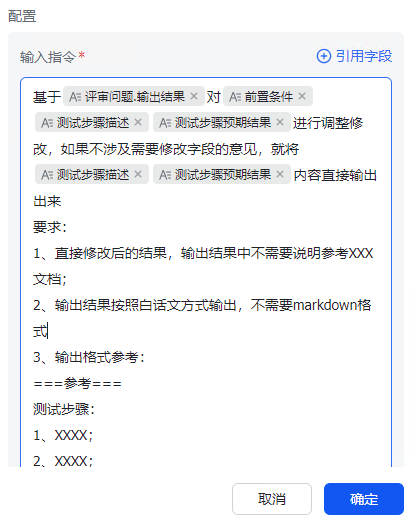 配置
输入指令* 引用字段
基于 评审问题.输出结果 × 对 前置条件 ×
测试步骤描述 × 测试步骤预期结果 × 进行调整修
改，如果不涉及需要修改字段的意见，就将
测试步骤描述 × 测试步骤预期结果 × 内容直接输出
出来
要求：
1、直接修改后的结果，输出结果中不需要说明参考XXX
文档；
2、输出结果按照白话文方式输出，不需要markdown格
式
3、输出格式参考：
===参考===
测试步骤：
1、XXXX；
2、XXXX；
取消 确定